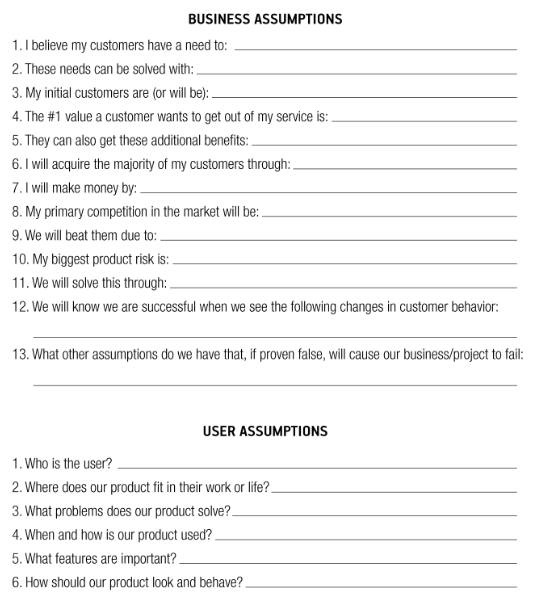 BUSINESS ASSUMPTIONS
1. I believe my customers have a need to:
2. These needs can be solved with:
3. My initial customers are (or will be):
4. The #1 value a customer wants to get out of my service is:
5. They can also get these additional benefits:
6. I will acquire the majority of my customers through:
7. I will make money by:
8. My primary competition in the market will be:
9. We will beat them due to:
10. My biggest product risk is:
11. We will solve this through:
12. We will know we are successful when we see the following changes in customer behavior:
13. What other assumptions do we have that, if proven false, will cause our business/project to fail:
USER ASSUMPTIONS
1. Who is the user?
2. Where does our product fit in their work or life?
3. What problems does our product solve?
4. When and how is our product used?
5. What features are important?
6. How should our product look and behave?